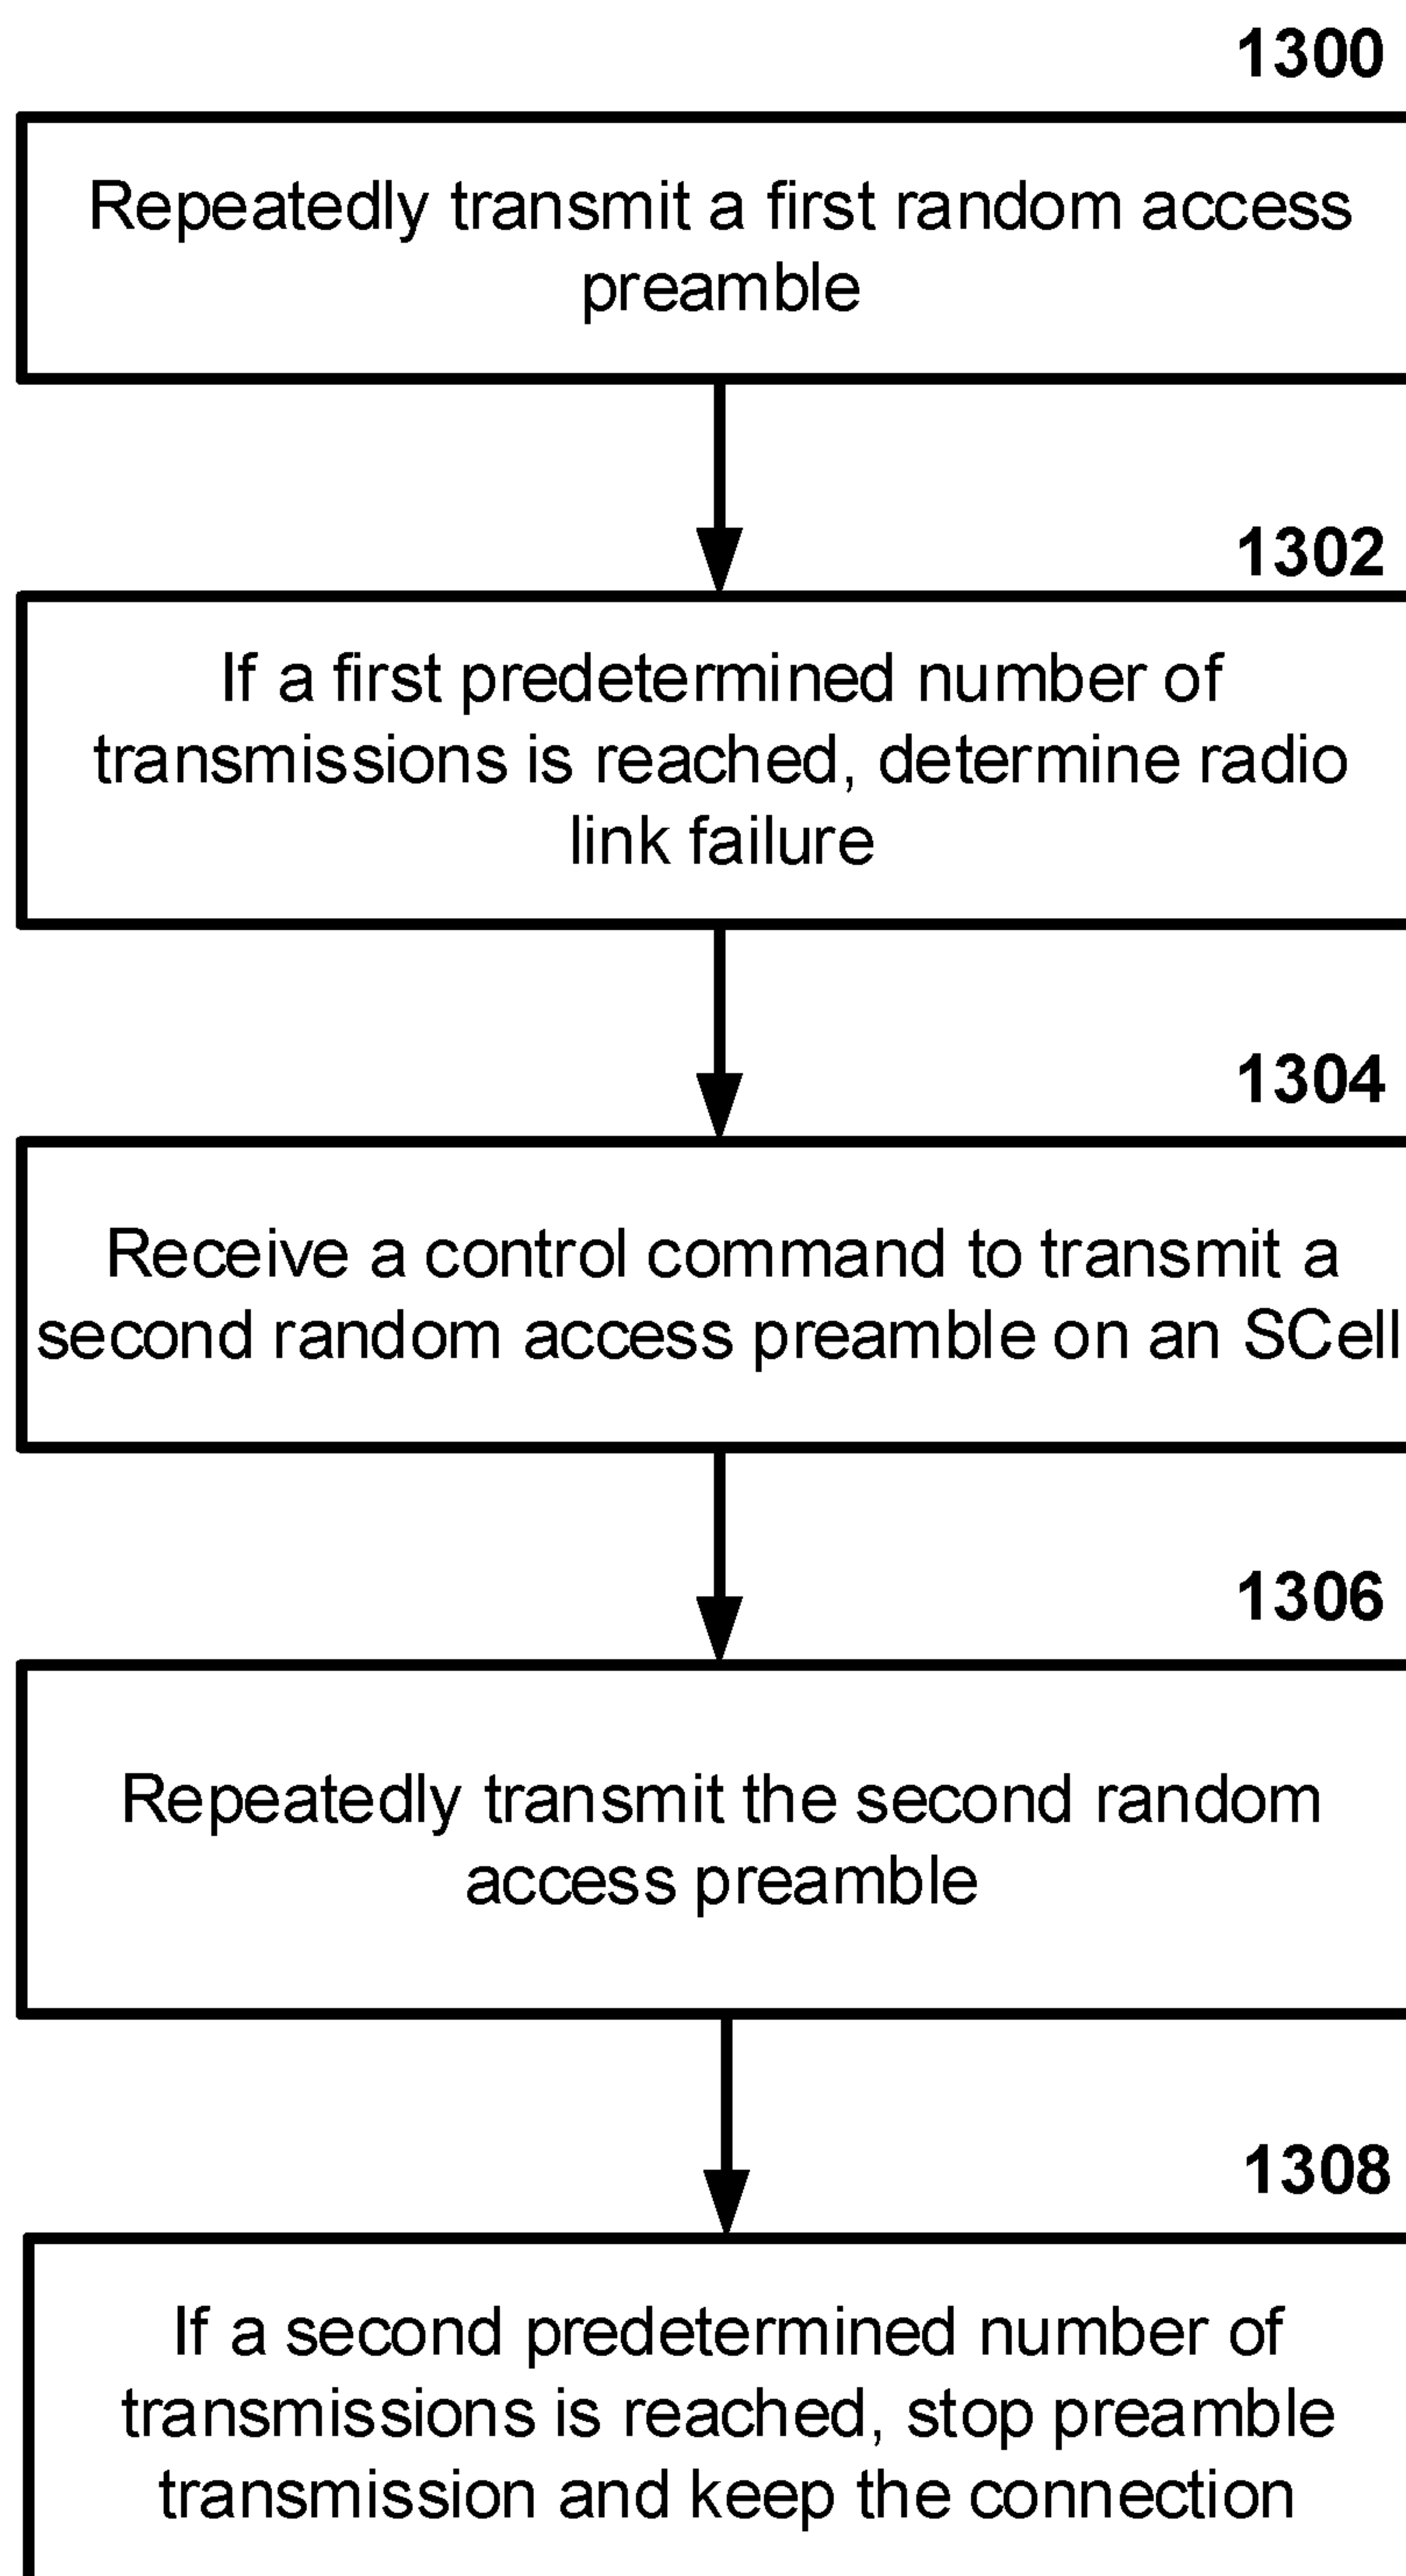 1300
Repeatedly transmit a first random access
preamble
1302
If a first predetermined number of
transmissions is reached, determine radio
link failure
1304
Receive a control command to transmit a
second random access preamble on an SCell
1306
Repeatedly transmit the second random
access preamble
1308
If a second predetermined number of
transmissions is reached, stop preamble
transmission and keep the connection